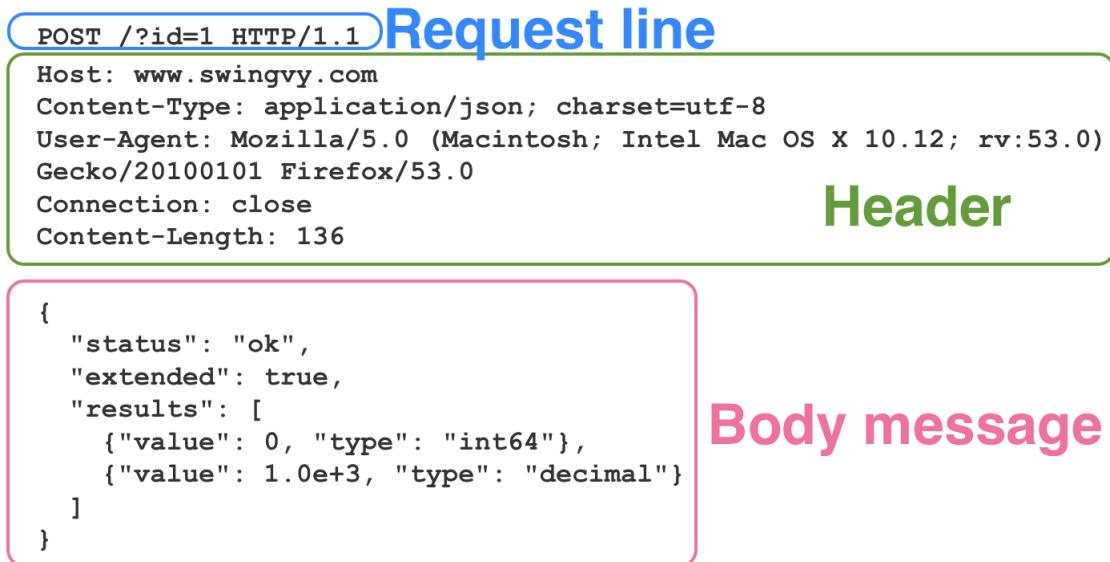 POST /?id=1 HTTP/1.1 Request line
Host: www.swingvy.com
Content-Type: application/json; charset=utf-8
User-Agent: Mozilla/5.0 (Macintosh; Intel Mac OS X 10.12; rv:53.0)
Gecko/20100101 Firefox/53.0
Connection: close
Header
Content-Length: 136
{
  "status": "ok",
  "extended": true,
  "results": [
    {"value": 0, "type": "int64"},
    {"value": 1.0e+3, "type": "decimal"}
  ]
}
Body message